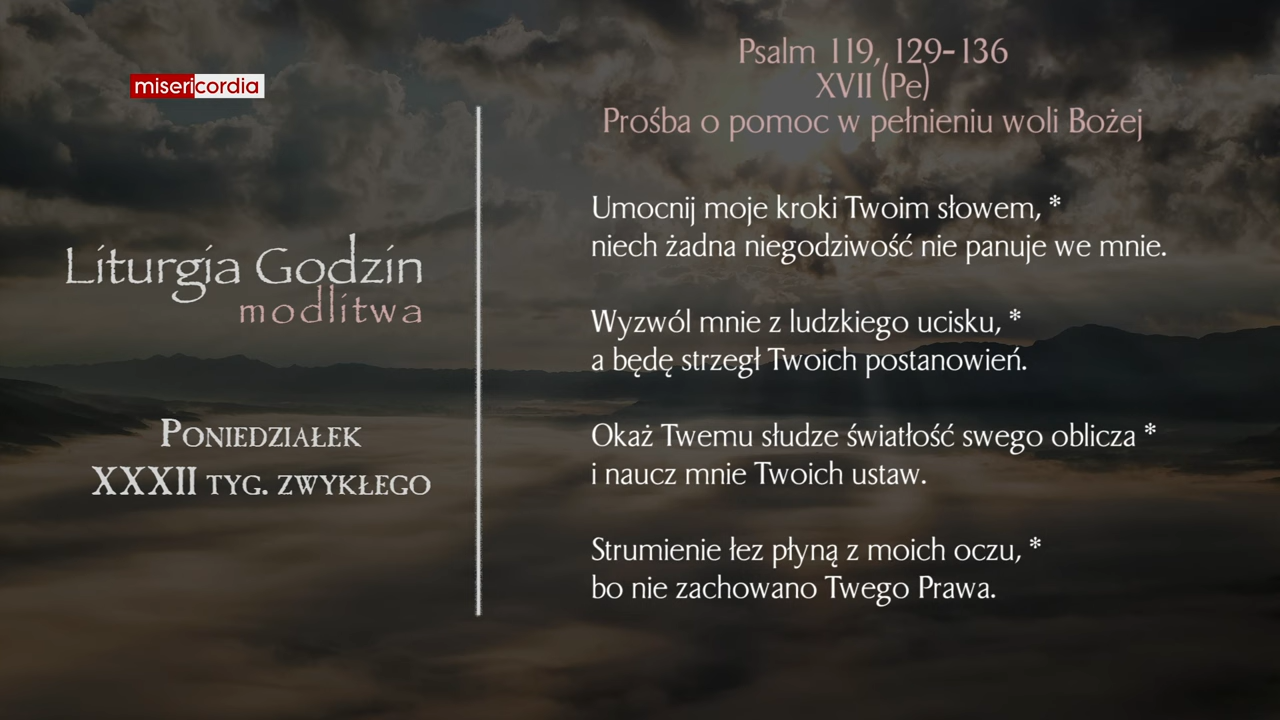 misericordia
Liturgia Godzin
modlitwa
Poniedziałek
XXXII tyg. zwykłego
Psalm 119, 129-136
XVII (Pe)
Prośba o pomoc w pełnieniu woli Bożej
Umocnij moje kroki Twoim słowem, *
niech żadna niegodziwość nie panuje we mnie.
Wyzwól mnie z ludzkiego ucisku, *
a będę strzegł Twoich postanowień.
Okaż Twemu słudze światłość swego oblicza *
i naucz mnie Twoich ustaw.
Strumienie łez płyną z moich oczu, *
bo nie zachowano Twego Prawa.